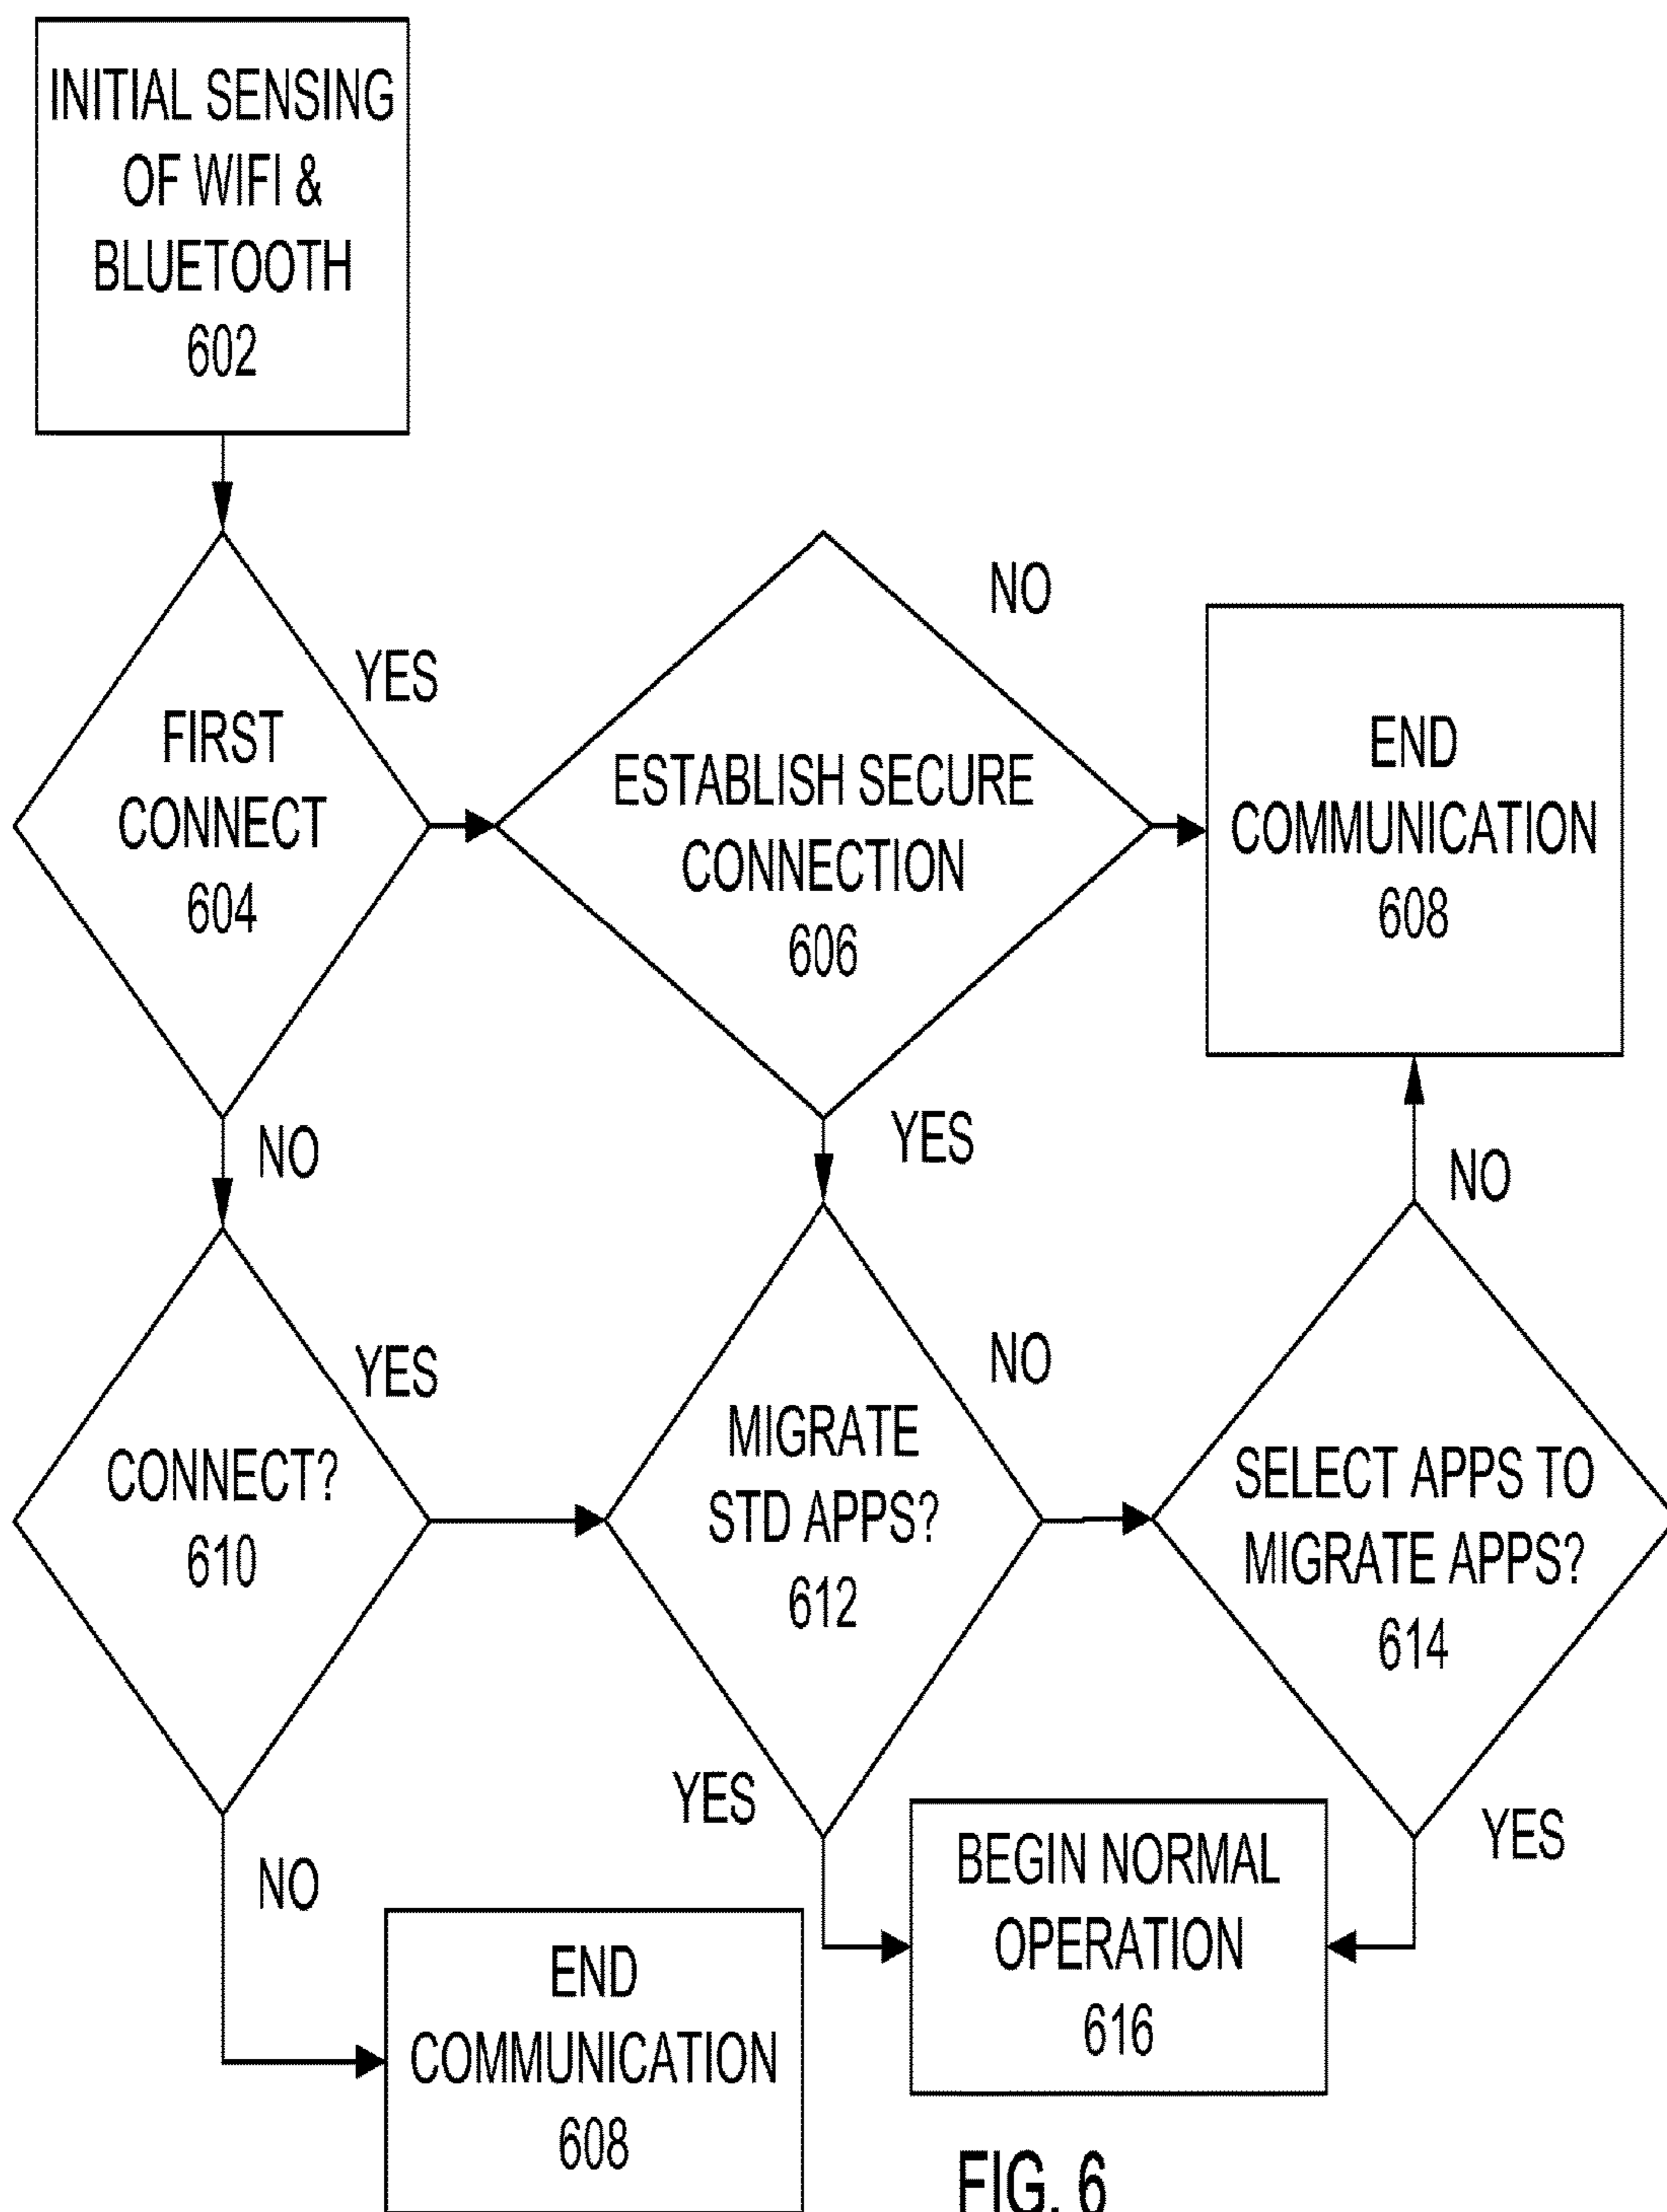 INITIAL SENSING
OF WIFI &
BLUETOOTH
602
YES
FIRST
CONNECT
604
NO
NO
ESTABLISH SECURE
CONNECTION
606
YES
END
COMMUNICATION
608
YES
CONNECT?
610
NO
NO
MIGRATE
STD APPS?
612
YES
NO
SELECT APPS TO
MIGRATE APPS?
614
YES
END
COMMUNICATION
608
BEGIN NORMAL
OPERATION
616
FIG. 6